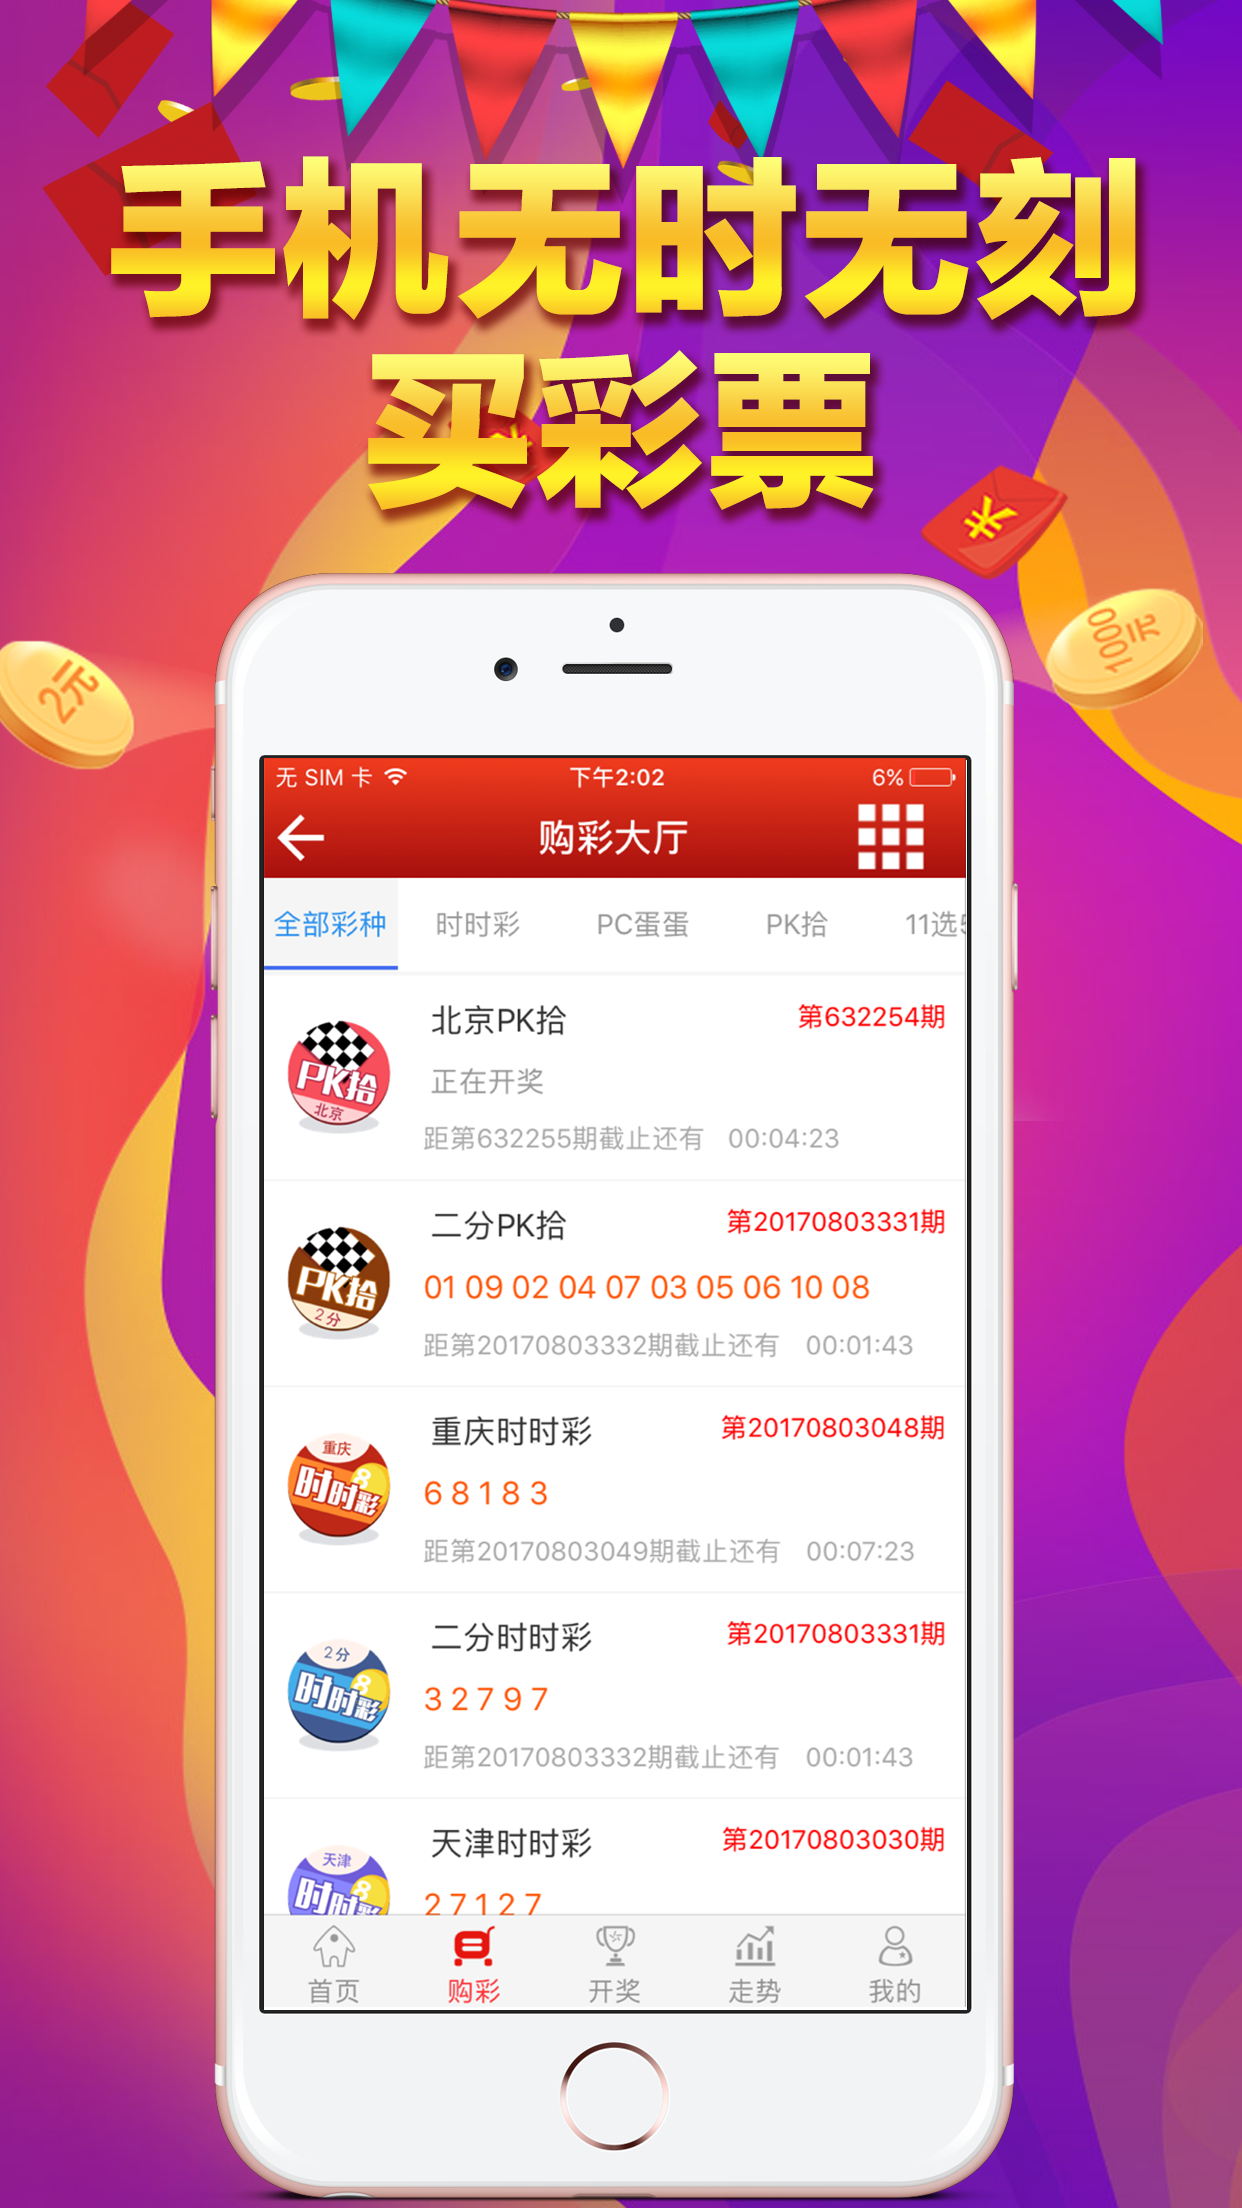 手机无时无刻
买彩票
¥
¥
2元
1000元
无 SIM 卡
下午2:02
6%
购彩大厅
全部彩种
时时彩
PC蛋蛋
PK拾
11选5
北京PK拾
第632254期
PK拾
北京
正在开奖
距第632255期截止还有 00:04:23
二分PK拾
第20170803331期
PK拾
2分
01 09 02 04 07 03 05 06 10 08
距第20170803332期截止还有 00:01:43
重庆时时彩
第20170803048期
重庆
8
时时彩
6 8 1 8 3
距第20170803049期截止还有 00:07:23
二分时时彩
第20170803331期
2分
8
时时彩
3 2 7 9 7
距第20170803332期截止还有 00:01:43
天津时时彩
第20170803030期
天津
8
时时彩
2 7 1 2 7
首页
购彩
开奖
走势
我的